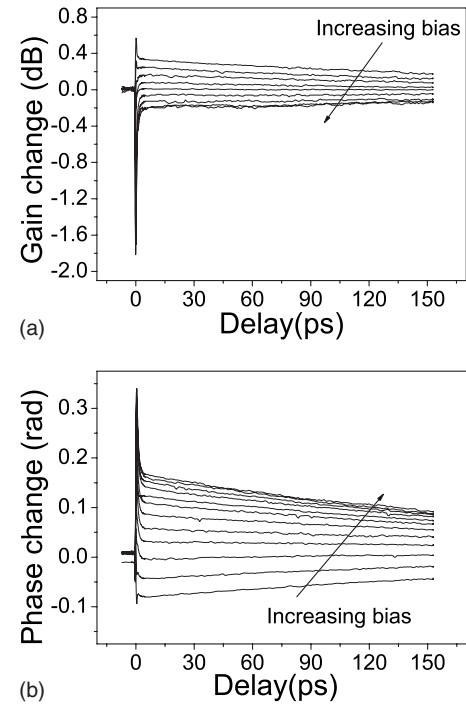 0.8
0.4
0.0
-0.4
-0.8
-1.2
-1.6
-2.0
Gain change (dB)
Increasing bias
0 30 60 90 120 150
Delay(ps)
(a)
0.3
0.2
0.1
0.0
-0.1
Phase change (rad)
Increasing bias
0 30 60 90 120 150
Delay(ps)
(b)